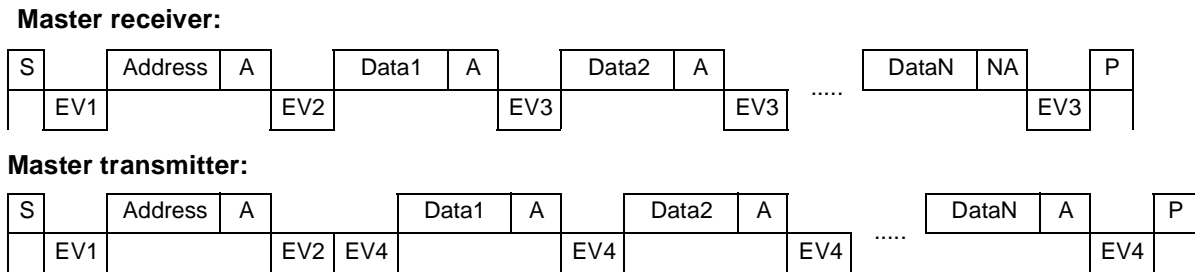 Master receiver:
S Address A Data1 A Data2 A ..... DataN NA P
EV1 EV2 EV3 EV3 EV3
Master transmitter:
S Address A Data1 A Data2 A ..... DataN A P
EV1 EV2 EV4 EV4 EV4 EV4